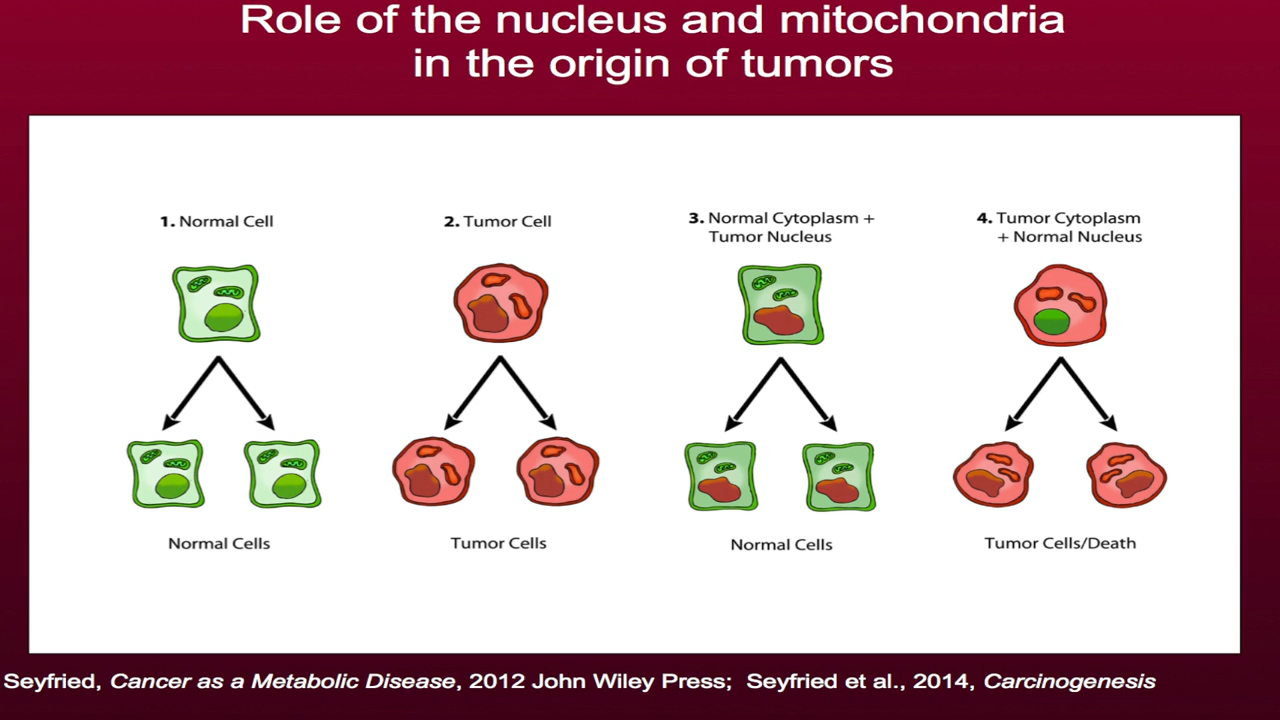 Role of the nucleus and mitochondria
in the origin of tumors
1. Normal Cell
2. Tumor Cell
3. Normal Cytoplasm +
Tumor Nucleus
4. Tumor Cytoplasm
+ Normal Nucleus
Normal Cells
Tumor Cells
Normal Cells
Tumor Cells/Death
Seyfried, Cancer as a Metabolic Disease, 2012 John Wiley Press; Seyfried et al., 2014, Carcinogenesis